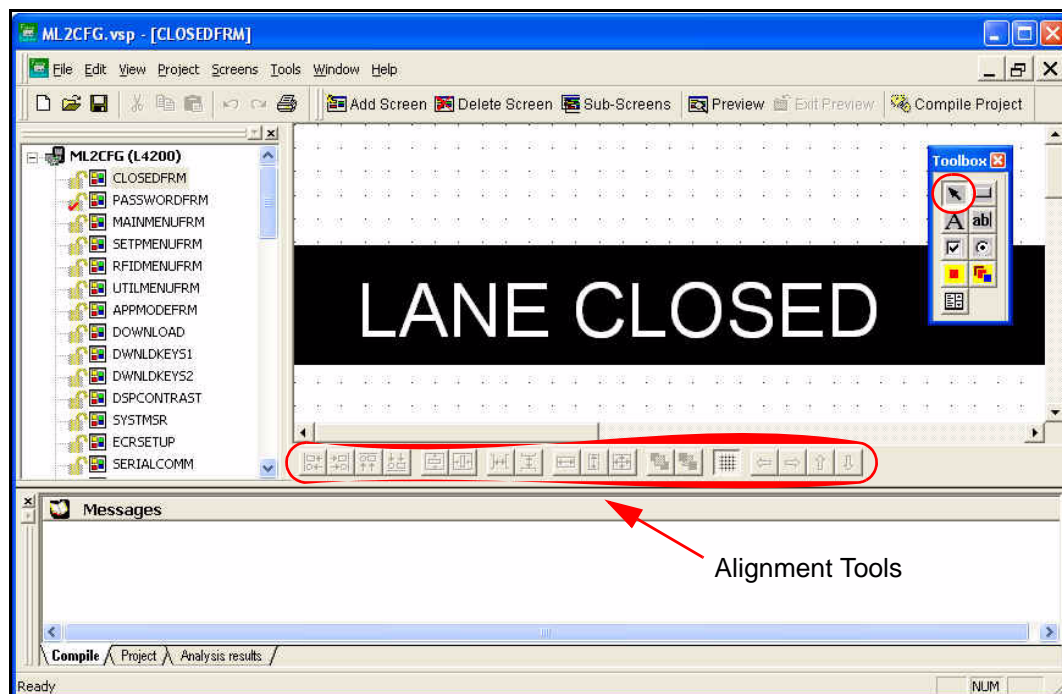 ML2CFG.vsp - [CLOSEDFRM]
File Edit View Project Screens Tools Window Help
Add Screen Delete Screen Sub-Screens Preview Exit Preview Compile Project
ML2CFG (L4200)
CLOSEDFRM
PASSWORDFRM
MAINMENUFRM
SETPMENUFRM
RFIDMENUFRM
UTILMENUFRM
APPMODEFRM
DOWNLOAD
DWNLDKEYS1
DWNLDKEYS2
DSPCONTRAST
SYSTMSR
ECRSETUP
SERIALCOMM
LANE CLOSED
Toolbox
A ab
Messages
Alignment Tools
Compile Project Analysis results
Ready NUM